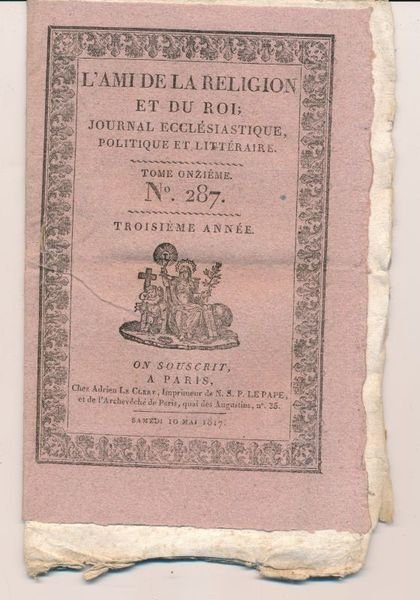 L'AMI DE LA RELIGION
ET DU ROI;
JOURNAL ECCLÉSIASTIQUE,
POLITIQUE ET LITTÉRAIRE.
TOME ONZIÈME.
Nº. 287.
TROISIÈME ANNÉE.
ON SOUSCRIT,
A PARIS,
Chez Adrien LE CLERE, Imprimeur de N. S. P. LE PAPE,
et de l'Archevêché de Paris, quai des Augustins, nº. 35.
SAMEDI 10 MAI 1817.